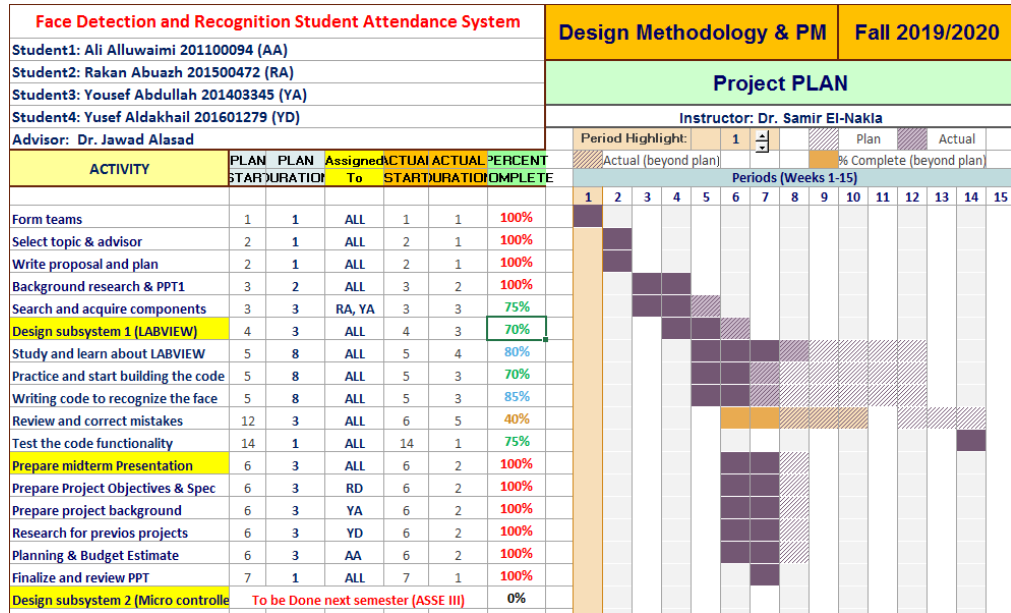 Face Detection and Recognition Student Attendance System
Student1: Ali Alluwaimi 201100094 (AA)
Student2: Rakan Abuazh 201500472 (RA)
Student3: Yousef Abdullah 201403345 (YA)
Student4: Yusef Aldakhail 201601279 (YD)
Advisor: Dr. Jawad Alasad
Design Methodology & PM Fall 2019/2020
Project PLAN
Instructor: Dr. Samir El-Nakla
Period Highlight: 1 Plan Actual
Actual (beyond plan) % Complete (beyond plan)
Periods (Weeks 1-15)
ACTIVITY PLAN START PLAN DURATION Assigned To ACTUAL START ACTUAL DURATION PERCENT COMPLETE
1 2 3 4 5 6 7 8 9 10 11 12 13 14 15
Form teams 1 1 ALL 1 1 100%
Select topic & advisor 2 1 ALL 2 1 100%
Write proposal and plan 2 1 ALL 2 1 100%
Background research & PPT1 3 2 ALL 3 2 100%
Search and acquire components 3 3 RA, YA 3 3 75%
Design subsystem 1 (LABVIEW) 4 3 ALL 4 3 70%
Study and learn about LABVIEW 5 8 ALL 5 4 80%
Practice and start building the code 5 8 ALL 5 3 70%
Writing code to recognize the face 5 8 ALL 5 3 85%
Review and correct mistakes 12 3 ALL 6 5 40%
Test the code functionality 14 1 ALL 14 1 75%
Prepare midterm Presentation 6 3 ALL 6 2 100%
Prepare Project Objectives & Spec 6 3 RD 6 2 100%
Prepare project background 6 3 YA 6 2 100%
Research for previos projects 6 3 YD 6 2 100%
Planning & Budget Estimate 6 3 AA 6 2 100%
Finalize and review PPT 7 1 ALL 7 1 100%
Design subsystem 2 (Micro controlle To be Done next semester (ASSE III) 0%